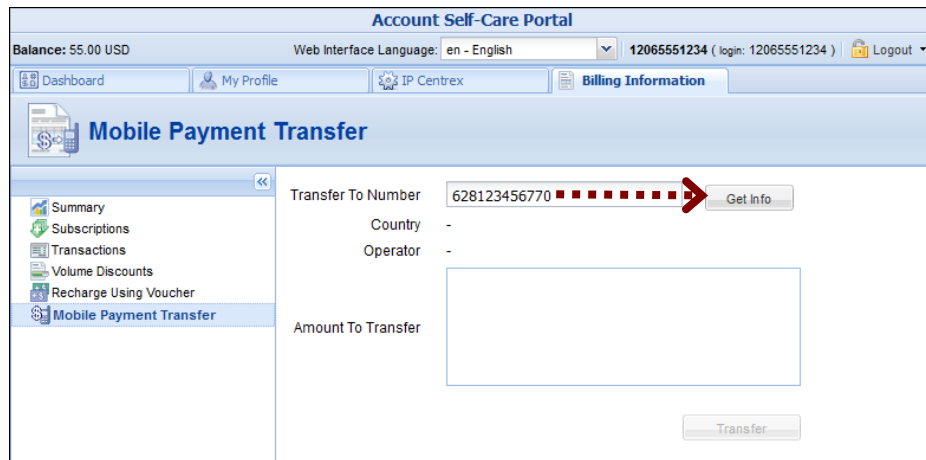 Account Self-Care Portal
Balance: 55.00 USD Web Interface Language: en - English 12065551234 ( login: 12065551234 ) Logout
Dashboard My Profile IP Centrex Billing Information
Mobile Payment Transfer
Summary
Subscriptions
Transactions
Volume Discounts
Recharge Using Voucher
Mobile Payment Transfer
Transfer To Number 628123456770 Get Info
Country -
Operator -
Amount To Transfer
Transfer